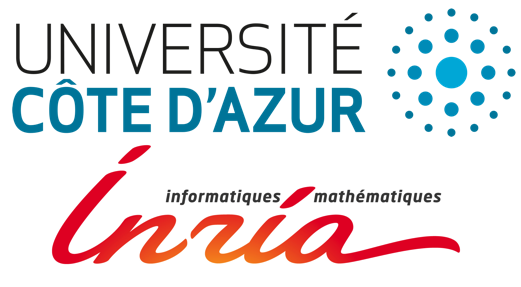 UNIVERSITÉ
CÔTE D'AZUR
informatiques mathématiques
Inria